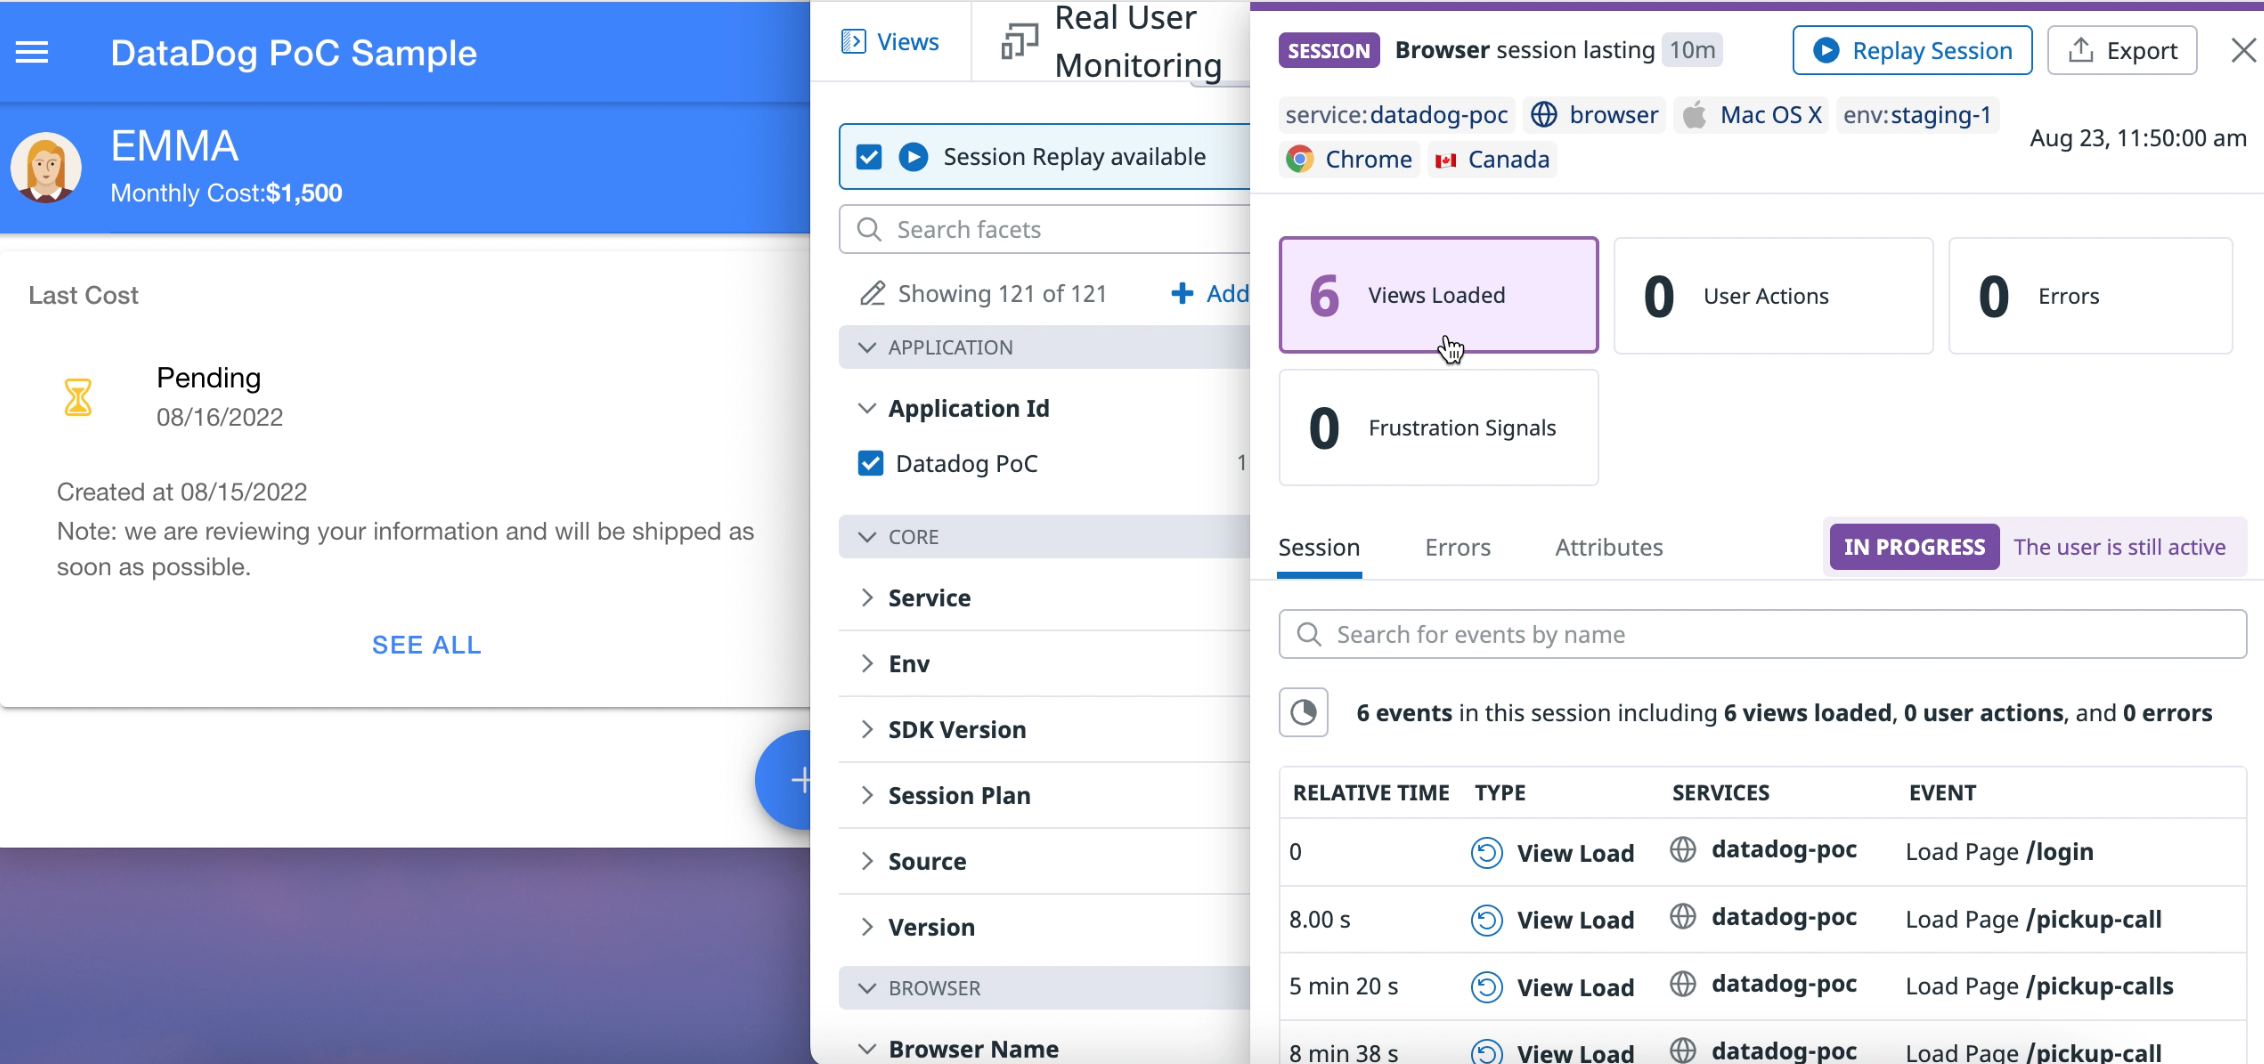 DataDog PoC Sample
EMMA
Monthly Cost:$1,500
Last Cost
Pending
08/16/2022
Created at 08/15/2022
Note: we are reviewing your information and will be shipped as
soon as possible.
SEE ALL
Views
Real User
Monitoring
Session Replay available
Search facets
Showing 121 of 121
Add
APPLICATION
Application Id
Datadog PoC 1
CORE
Service
Env
SDK Version
Session Plan
Source
Version
BROWSER
Browser Name
SESSION Browser session lasting 10m
Replay Session
Export
service:datadog-poc browser Mac OS X env:staging-1
Chrome Canada
Aug 23, 11:50:00 am
6 Views Loaded
0 User Actions
0 Errors
0 Frustration Signals
Session Errors Attributes
IN PROGRESS The user is still active
Search for events by name
6 events in this session including 6 views loaded, 0 user actions, and 0 errors
RELATIVE TIME TYPE SERVICES EVENT
0 View Load datadog-poc Load Page /login
8.00 s View Load datadog-poc Load Page /pickup-call
5 min 20 s View Load datadog-poc Load Page /pickup-calls
8 min 38 s View Load datadog-poc Load Page /pickup-call